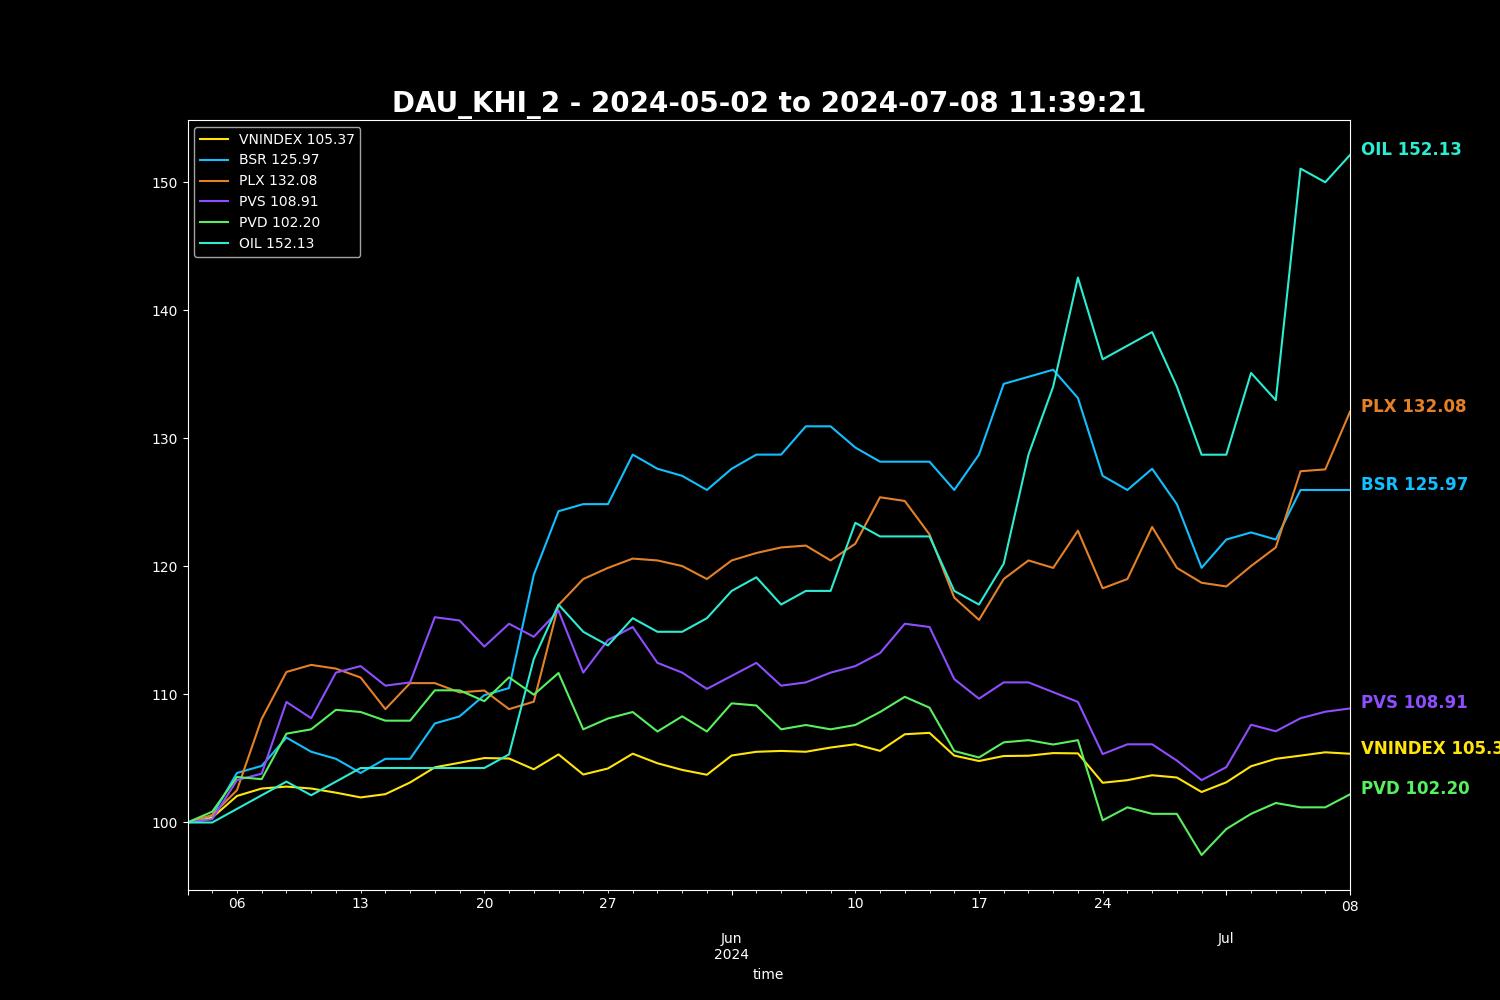 DAU_KHI_2 - 2024-05-02 to 2024-07-08 11:39:21
VNINDEX 105.37
BSR 125.97
PLX 132.08
PVS 108.91
PVD 102.20
OIL 152.13
150
140
130
120
110
100
OIL 152.13
PLX 132.08
BSR 125.97
PVS 108.91
VNINDEX 105.3
PVD 102.20
06 13 20 27 10 17 24 08
Jun Jul
2024
time